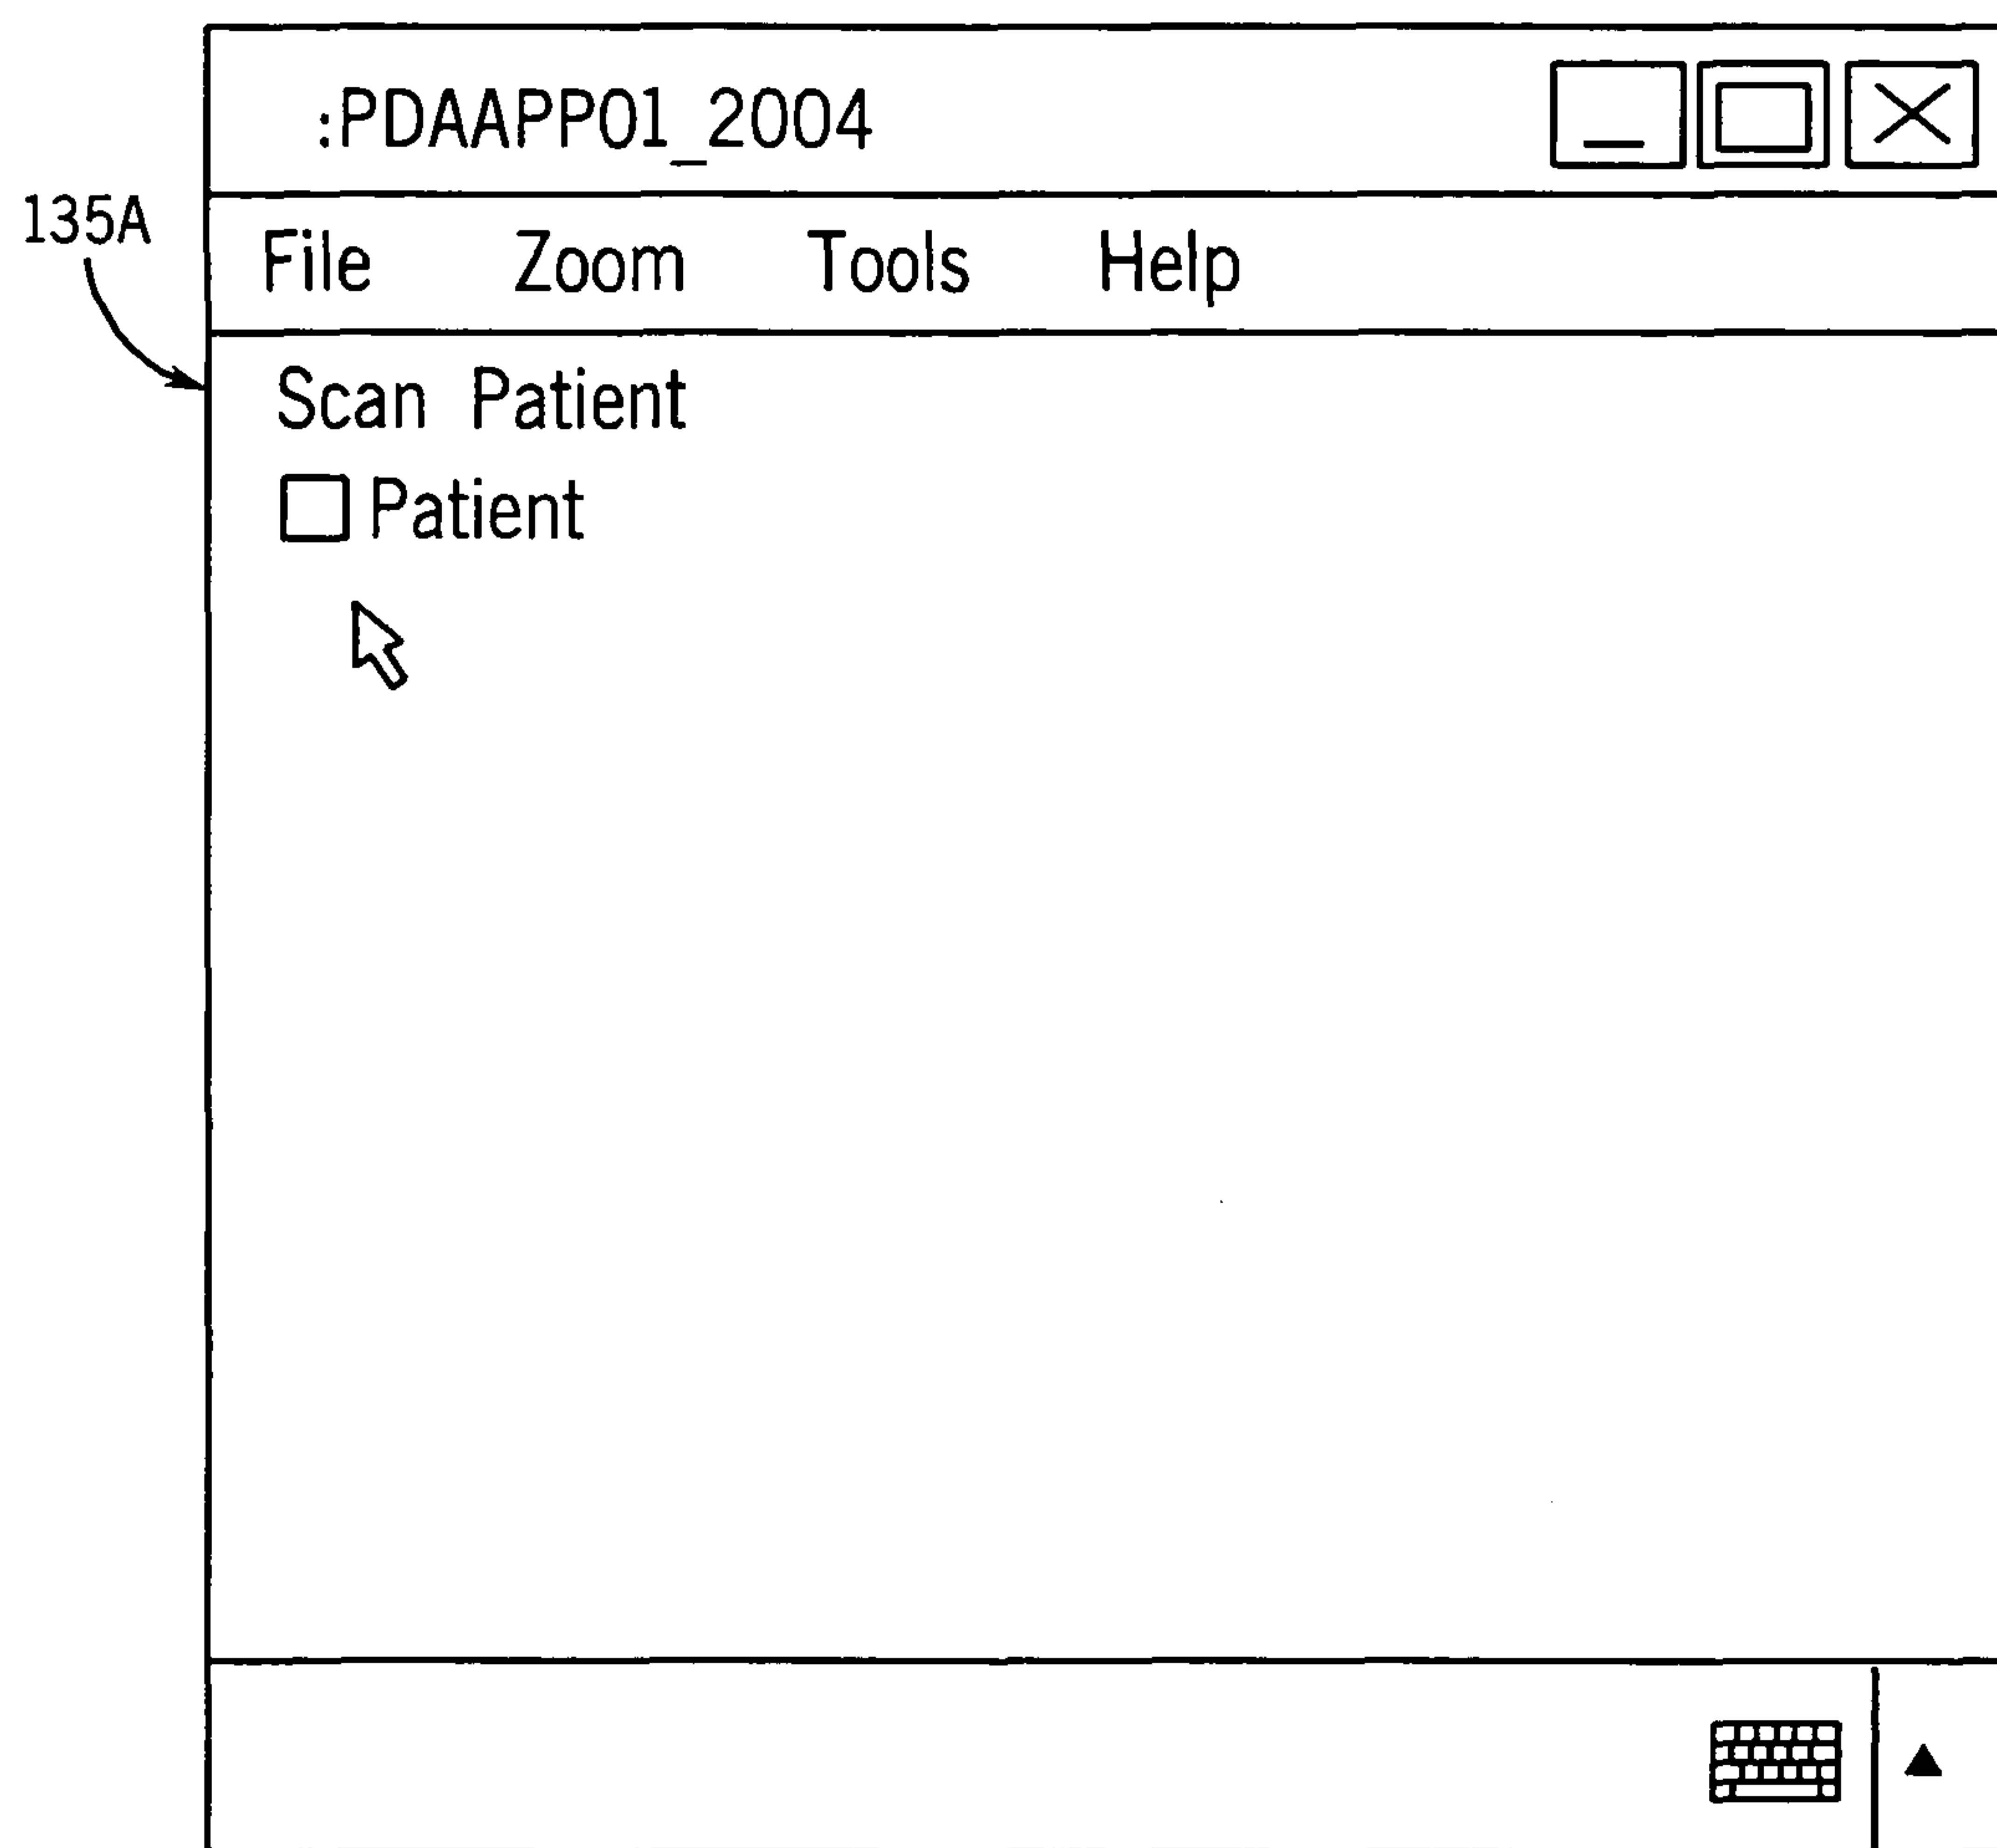 :PDAAPP01_2004
135A
File Zoom Tools Help
Scan Patient
Patient